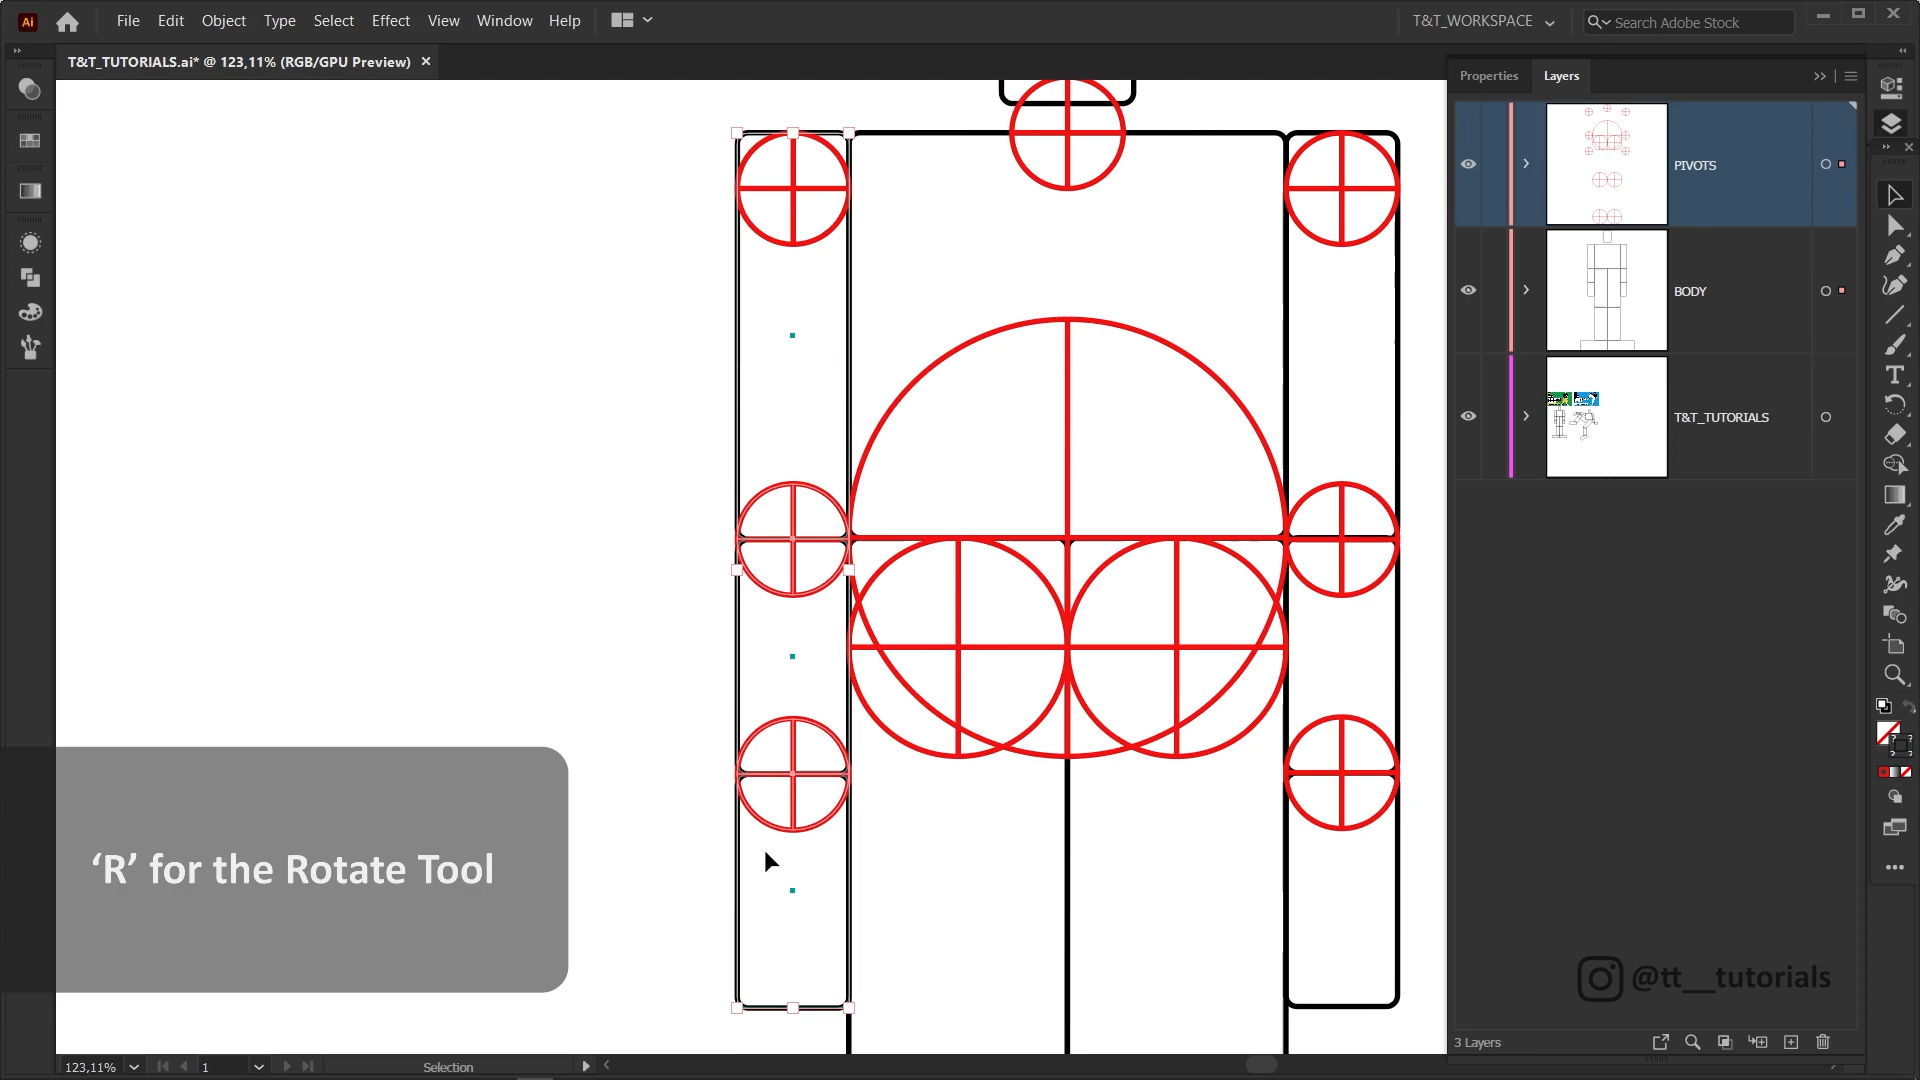 Ai
File Edit Object Type Select Effect View Window Help
T&T_WORKSPACE
Search Adobe Stock
T&T_TUTORIALS.ai* @ 123,11% (RGB/GPU Preview)
Properties Layers
PIVOTS
BODY
T&T_TUTORIALS
‘R’ for the Rotate Tool
@tt__tutorials
3 Layers
123,11% 1 Selection